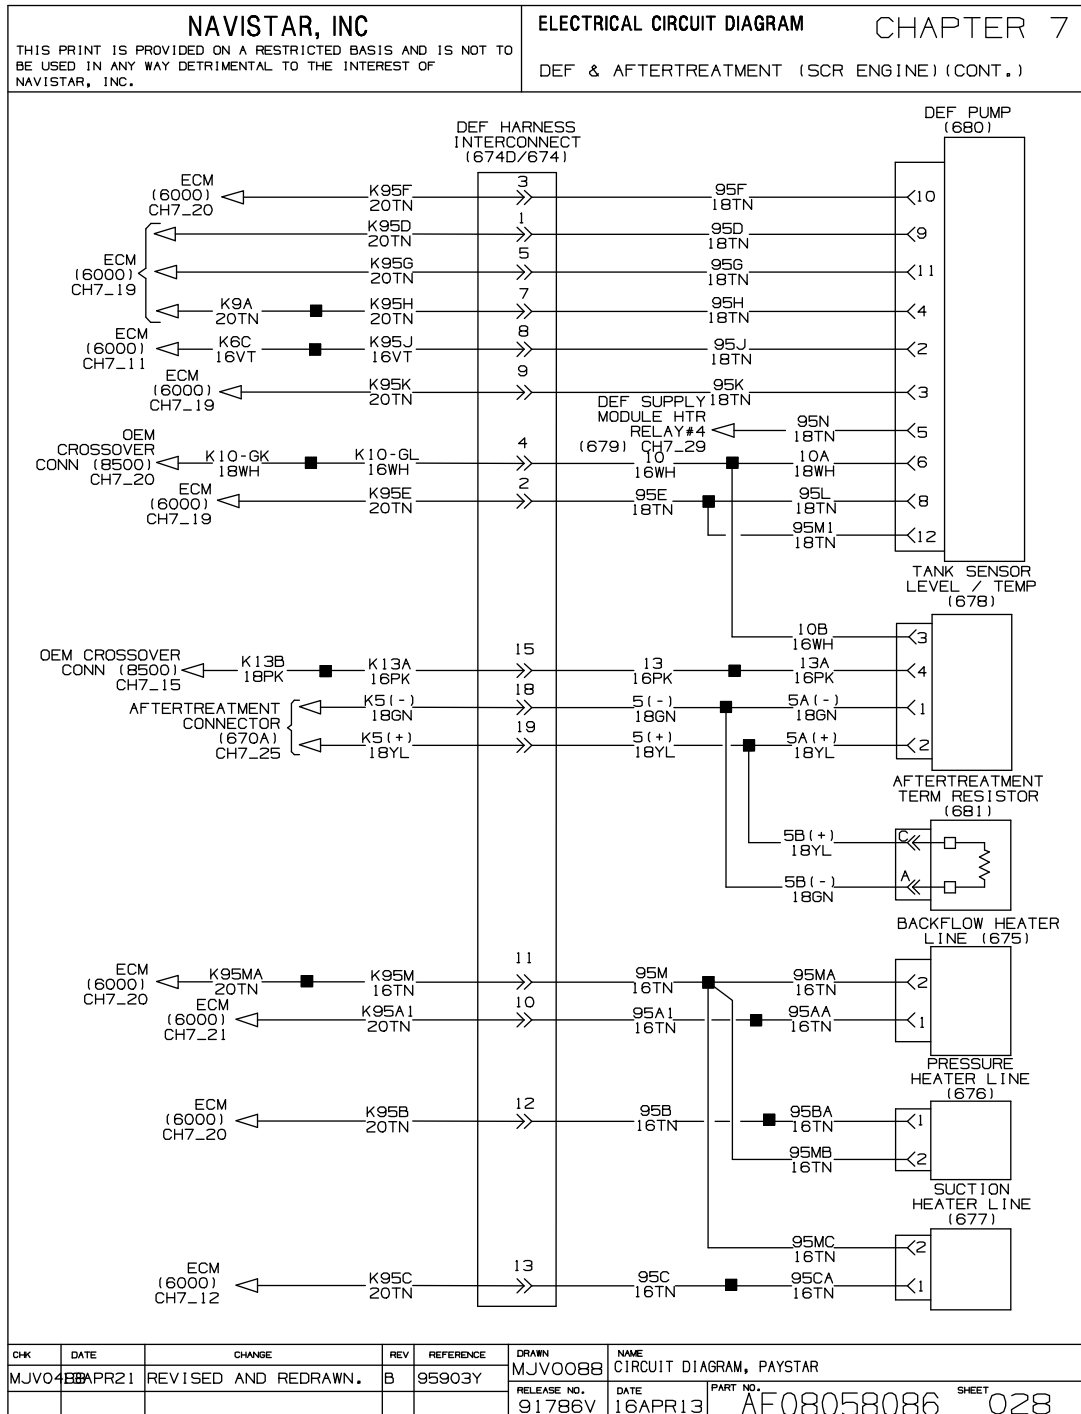 NAVISTAR, INC
THIS PRINT IS PROVIDED ON A RESTRICTED BASIS AND IS NOT TO
BE USED IN ANY WAY DETRIMENTAL TO THE INTEREST OF
NAVISTAR, INC.
ELECTRICAL CIRCUIT DIAGRAM
CHAPTER 7
DEF & AFTERTREATMENT (SCR ENGINE)(CONT.)
DEF HARNESS
INTERCONNECT
(674D/674)
DEF PUMP
(680)
ECM
(6000)
CH7_20
K95F
20TN
3
95F
18TN
10
K95D
20TN
1
95D
18TN
9
ECM
(6000)
CH7_19
K95G
20TN
5
95G
18TN
11
K9A
20TN
K95H
20TN
7
95H
18TN
4
ECM
(6000)
CH7_11
K6C
16VT
K95J
16VT
8
95J
18TN
2
ECM
(6000)
CH7_19
K95K
20TN
9
95K
18TN
3
DEF SUPPLY
MODULE HTR
RELAY#4
(679) CH7_29
95N
18TN
5
OEM
CROSSOVER
CONN (8500)
CH7_20
K10-GK
18WH
K10-GL
16WH
4
10
16WH
10A
18WH
6
ECM
(6000)
CH7_19
K95E
20TN
2
95E
18TN
95L
18TN
8
95M1
18TN
12
TANK SENSOR
LEVEL / TEMP
(678)
10B
16WH
3
OEM CROSSOVER
CONN (8500)
CH7_15
K13B
18PK
K13A
16PK
15
13
16PK
13A
16PK
4
AFTERTREATMENT
CONNECTOR
(670A)
CH7_25
K5(-)
18GN
18
5(-)
18GN
5A(-)
18GN
1
K5(+)
18YL
19
5(+)
18YL
5A(+)
18YL
2
AFTERTREATMENT
TERM RESISTOR
(681)
5B(+)
18YL
C
5B(-)
18GN
A
BACKFLOW HEATER
LINE (675)
ECM
(6000)
CH7_20
K95MA
20TN
K95M
16TN
11
95M
16TN
95MA
16TN
2
ECM
(6000)
CH7_21
K95A1
20TN
10
95A1
16TN
95AA
16TN
1
PRESSURE
HEATER LINE
(676)
ECM
(6000)
CH7_20
K95B
20TN
12
95B
16TN
95BA
16TN
1
95MB
16TN
2
SUCTION
HEATER LINE
(677)
95MC
16TN
2
ECM
(6000)
CH7_12
K95C
20TN
13
95C
16TN
95CA
16TN
1
CHK DATE CHANGE REV REFERENCE
REVISED AND REDRAWN. B 95903Y
DRAWN
MJV0088
NAME
CIRCUIT DIAGRAM, PAYSTAR
RELEASE NO.
91786V
DATE
16APR13
PART NO.
AF08058086
SHEET
028